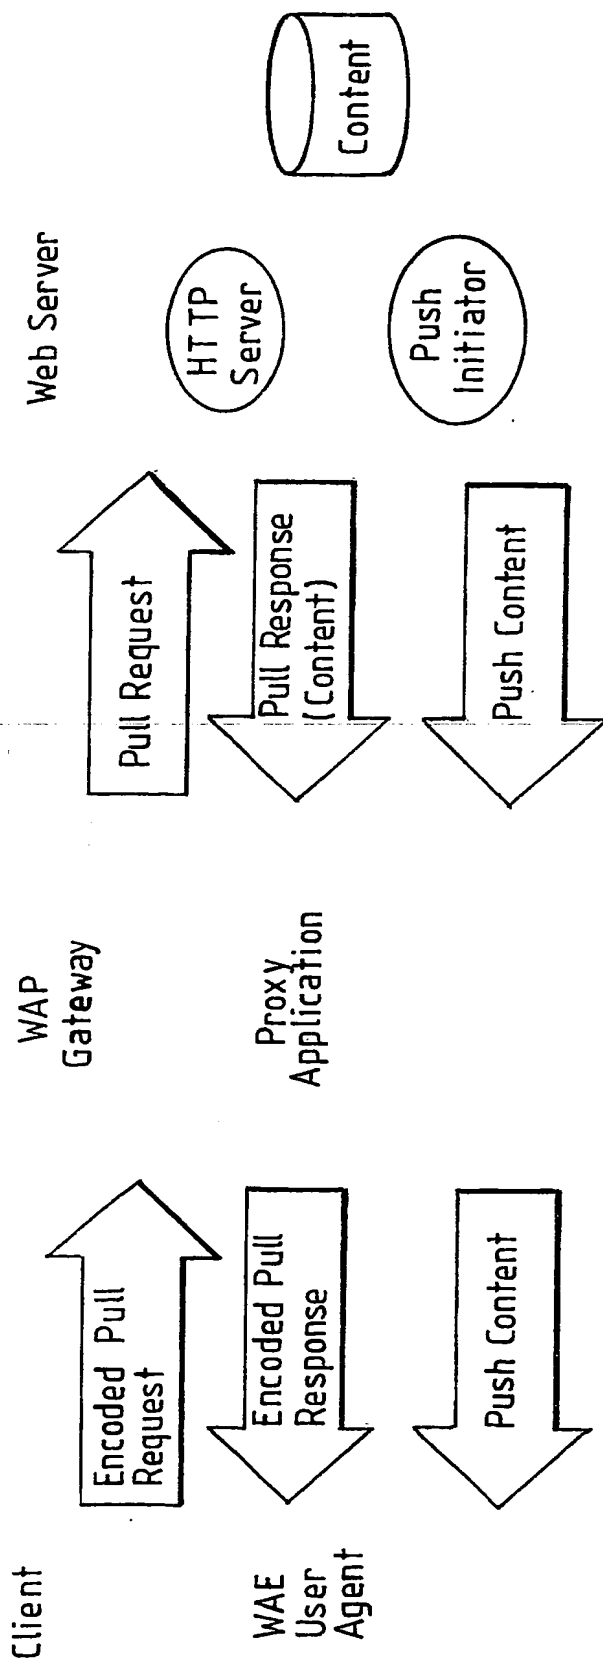 Client
WAP
Gateway
Web Server
Encoded Pull
Request
Pull Request
HTTP
Server
WAE
User
Agent
Encoded Pull
Response
Proxy
Application
Pull Response
(Content)
Content
Push Content
Push Content
Push
Initiator